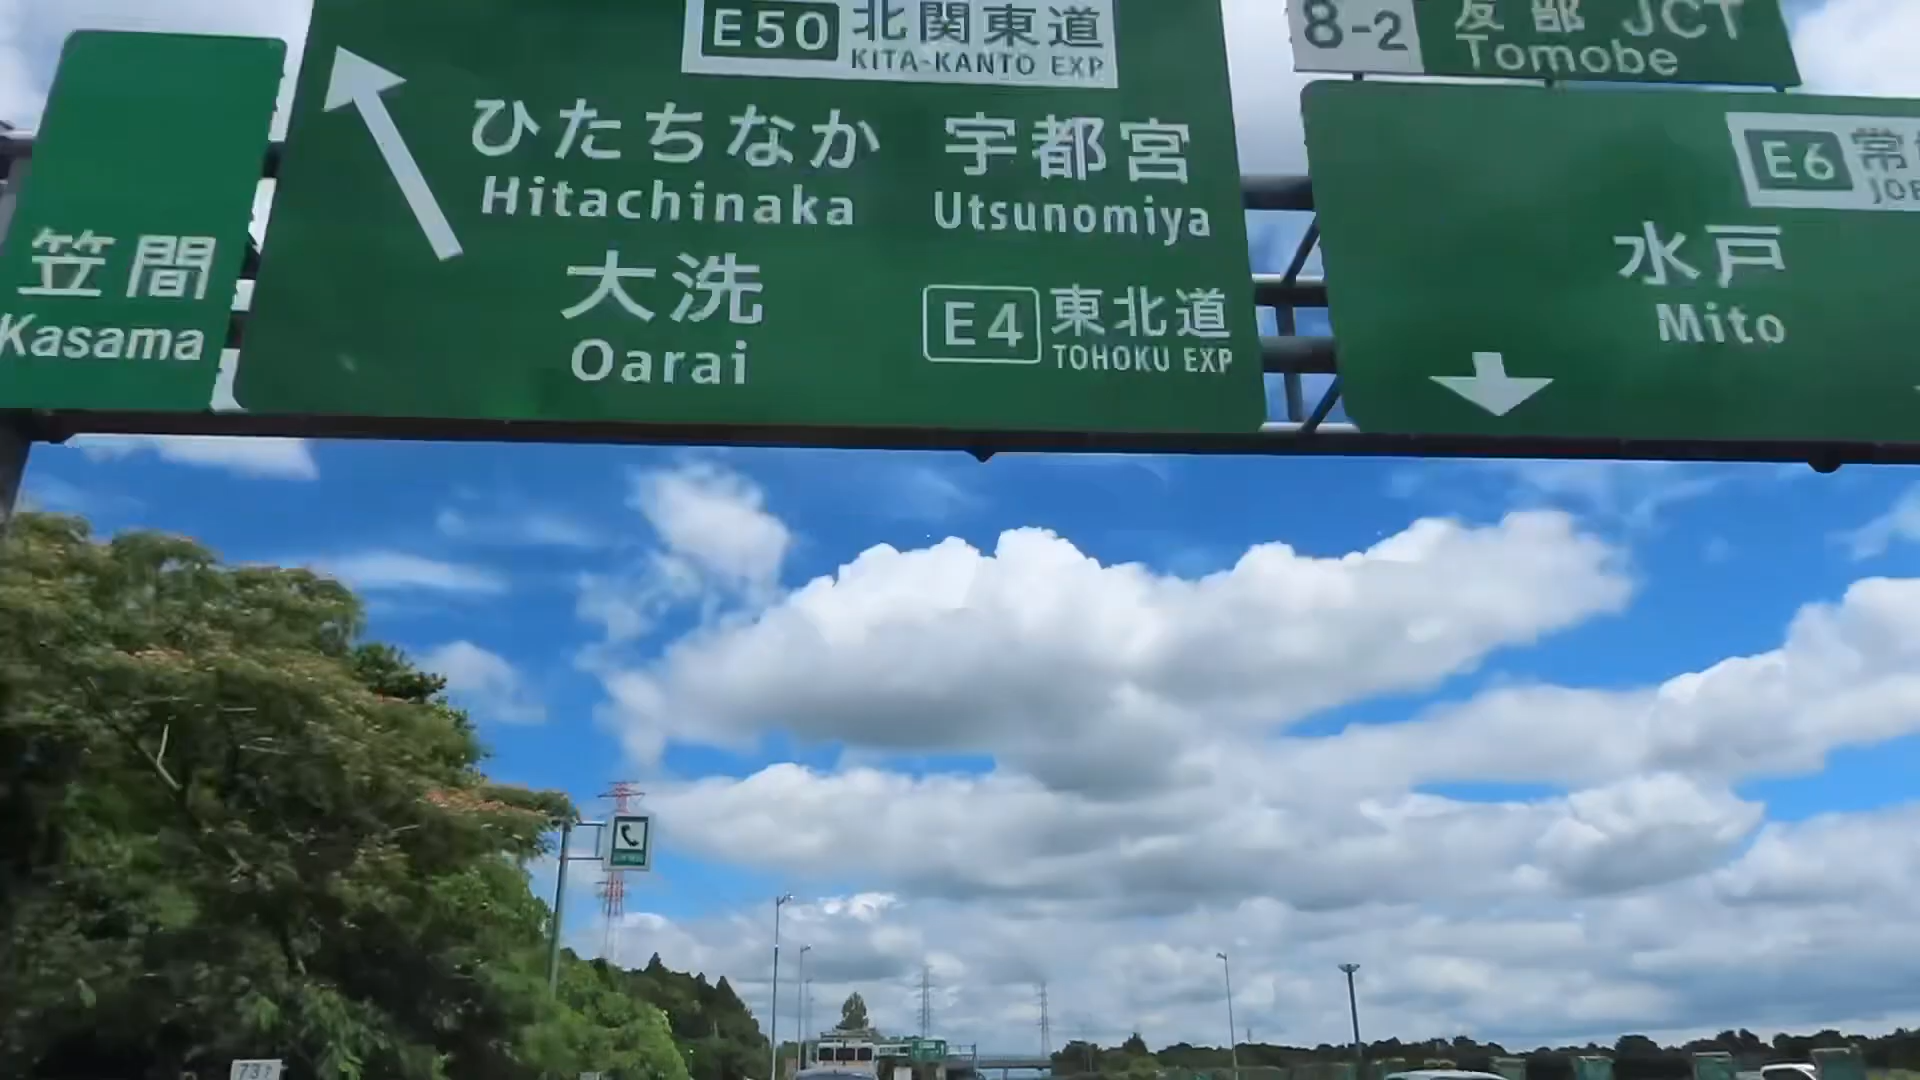 笠間
Kasama
E50 北関東道
KITA-KANTO EXP
ひたちなか 宇都宮
Hitachinaka Utsunomiya
大洗
Oarai
E4 東北道
TOHOKU EXP
8-2 友部 JCT
Tomobe
E6 常
水戸
Mito